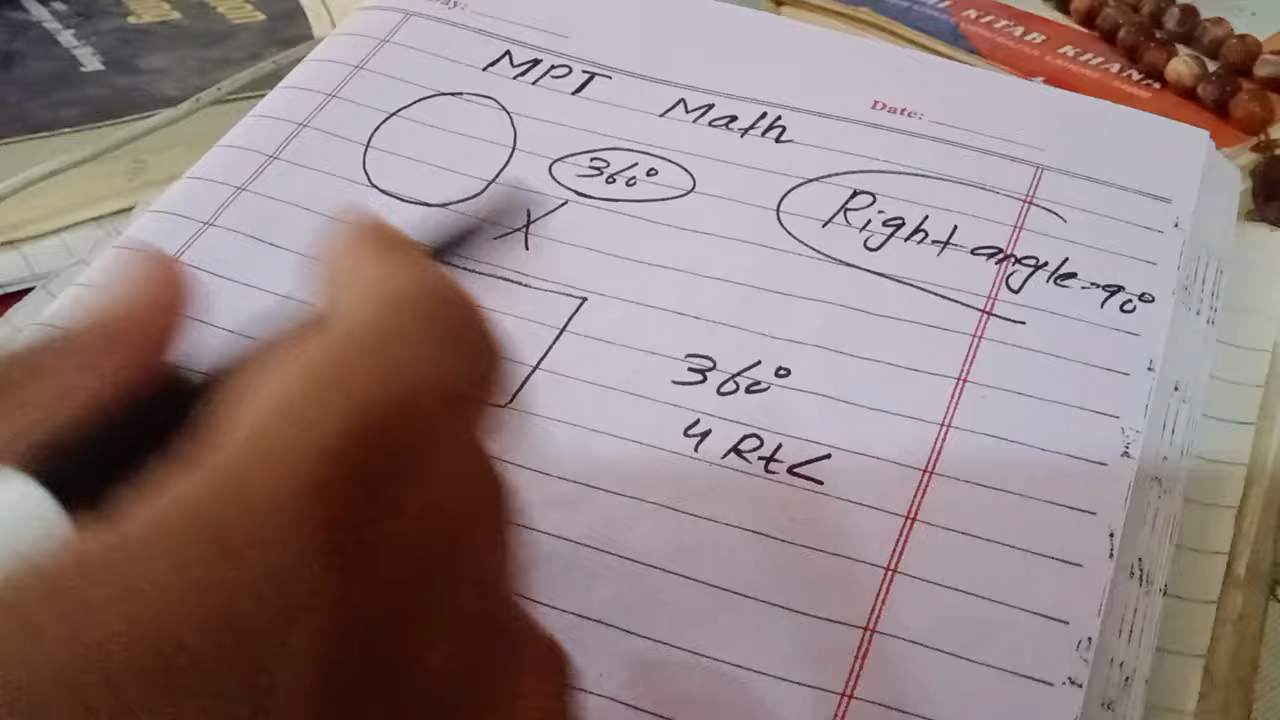 Date:
KITAB KHANA
MPT Math
360°
X
Right angle=90°
360°
4 Rt∠